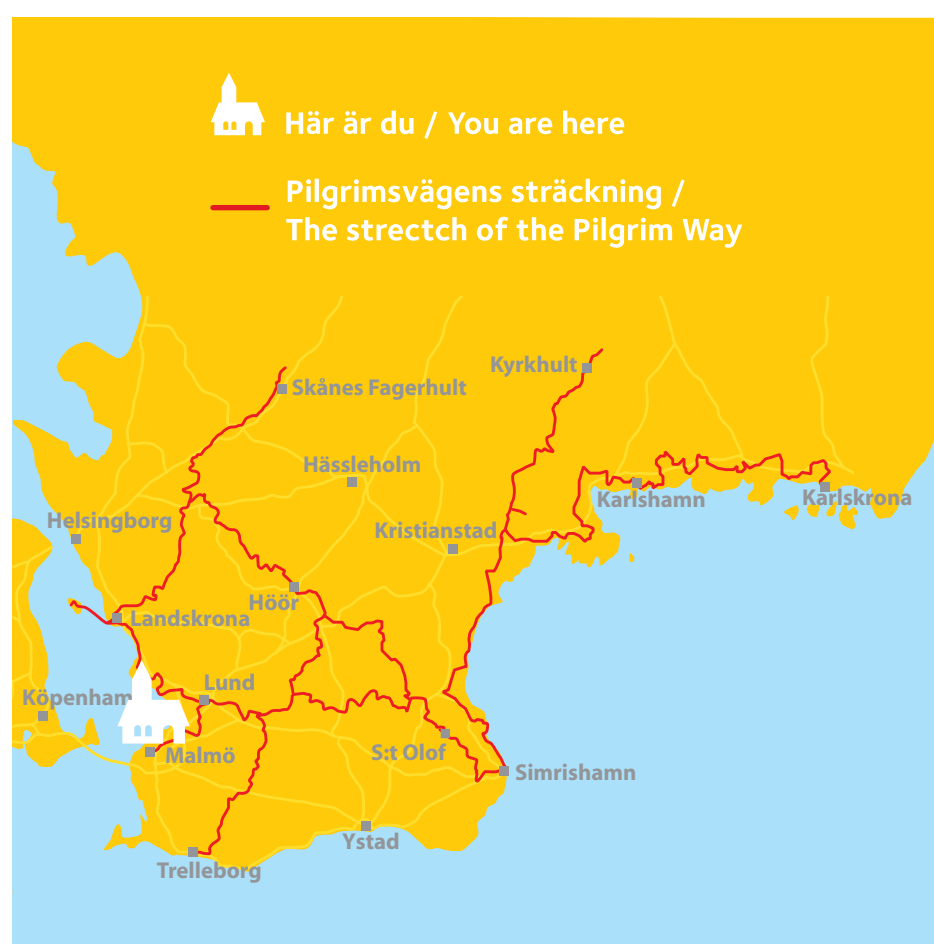 Här är du / You are here
Pilgrimsvägens sträckning /
The strectch of the Pilgrim Way
Kyrkhult
Skånes Fagerhult
Hässleholm
Karlshamn
Karlskrona
Helsingborg
Kristianstad
Höör
Landskrona
Lund
Köpenham
S:t Olof
Malmö
Simrishamn
Ystad
Trelleborg